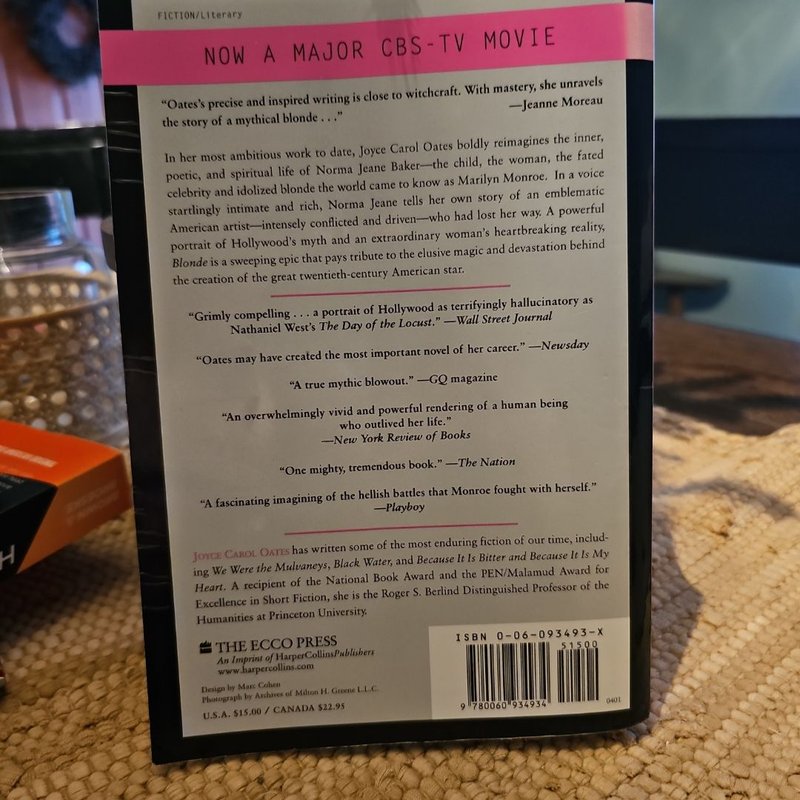 FICTION/Literary
NOW A MAJOR CBS-TV MOVIE
“Oates's precise and inspired writing is close to witchcraft. With mastery, she unravels
the story of a mythical blonde . . .” —Jeanne Moreau
In her most ambitious work to date, Joyce Carol Oates boldly reimagines the inner,
poetic, and spiritual life of Norma Jeane Baker—the child, the woman, the fated
celebrity and idolized blonde the world came to know as Marilyn Monroe. In a voice
startlingly intimate and rich, Norma Jeane tells her own story of an emblematic
American artist—intensely conflicted and driven—who had lost her way. A powerful
portrait of Hollywood's myth and an extraordinary woman's heartbreaking reality,
Blonde is a sweeping epic that pays tribute to the elusive magic and devastation behind
the creation of the great twentieth-century American star.
“Grimly compelling . . . a portrait of Hollywood as terrifyingly hallucinatory as
Nathaniel West's The Day of the Locust.” —Wall Street Journal
“Oates may have created the most important novel of her career.” —Newsday
“A true mythic blowout.” —GQ magazine
“An overwhelmingly vivid and powerful rendering of a human being
who outlived her life.”
—New York Review of Books
“One mighty, tremendous book.” —The Nation
“A fascinating imagining of the hellish battles that Monroe fought with herself.”
—Playboy
JOYCE CAROL OATES has written some of the most enduring fiction of our time, includ-
ing We Were the Mulvaneys, Black Water, and Because It Is Bitter and Because It Is My
Heart. A recipient of the National Book Award and the PEN/Malamud Award for
Excellence in Short Fiction, she is the Roger S. Berlind Distinguished Professor of the
Humanities at Princeton University.
THE ECCO PRESS
An Imprint of HarperCollinsPublishers
www.harpercollins.com
Design by Marc Cohen
Photograph by Archives of Milton H. Greene L.L.C.
U.S.A. $15.00 / CANADA $22.95
ISBN 0-06-093493-X
51500
9 780060 934934
0401
H